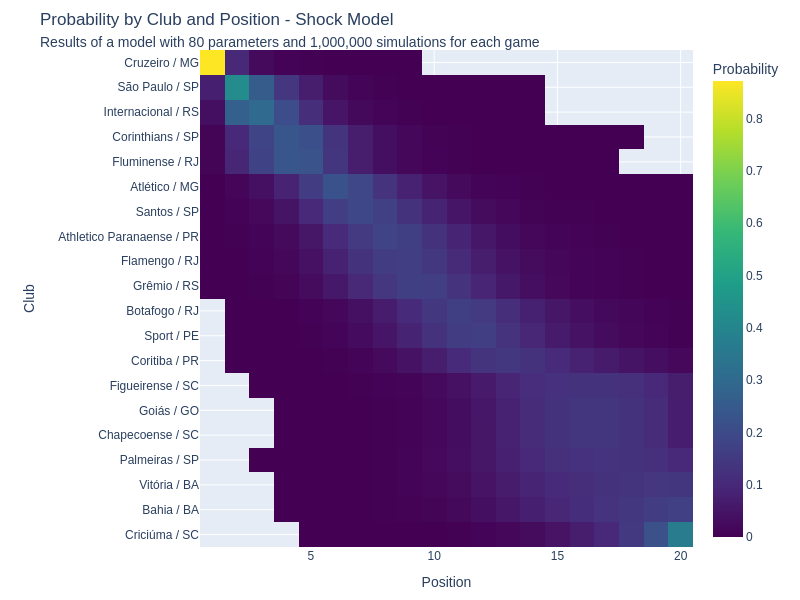 Probability by Club and Position - Shock Model
Results of a model with 80 parameters and 1,000,000 simulations for each game
Probability
Club
Cruzeiro / MG
São Paulo / SP
Internacional / RS
Corinthians / SP
Fluminense / RJ
Atlético / MG
Santos / SP
Athletico Paranaense / PR
Flamengo / RJ
Grêmio / RS
Botafogo / RJ
Sport / PE
Coritiba / PR
Figueirense / SC
Goiás / GO
Chapecoense / SC
Palmeiras / SP
Vitória / BA
Bahia / BA
Criciúma / SC
0.8
0.7
0.6
0.5
0.4
0.3
0.2
0.1
0
5
10
15
20
Position